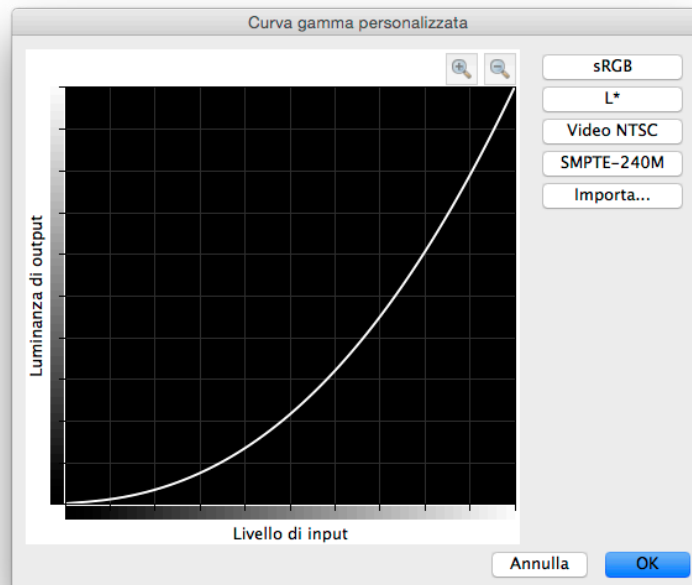 Curva gamma personalizzata
sRGB
L*
Video NTSC
SMPTE-240M
Importa...
Luminanza di output
Livello di input
Annulla
OK